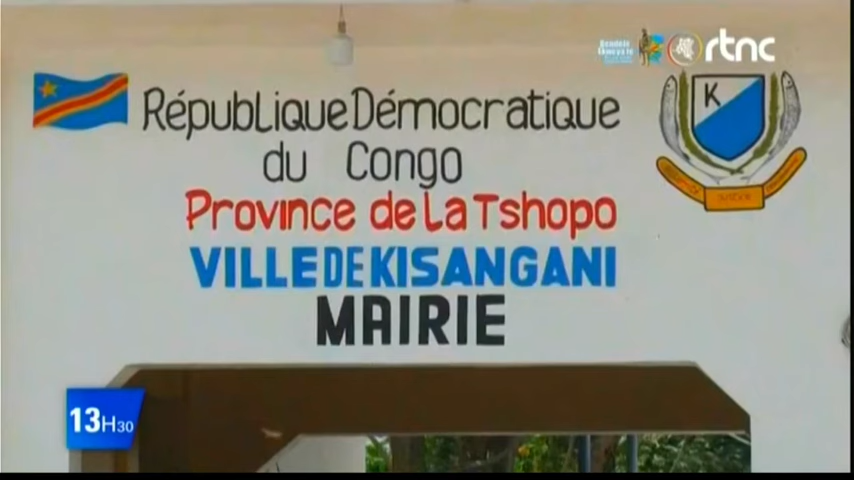 rtnc
République Démocratique
du Congo
K
Province de La Tshopo
VILLE DE KISANGANI
MAIRIE
13H30